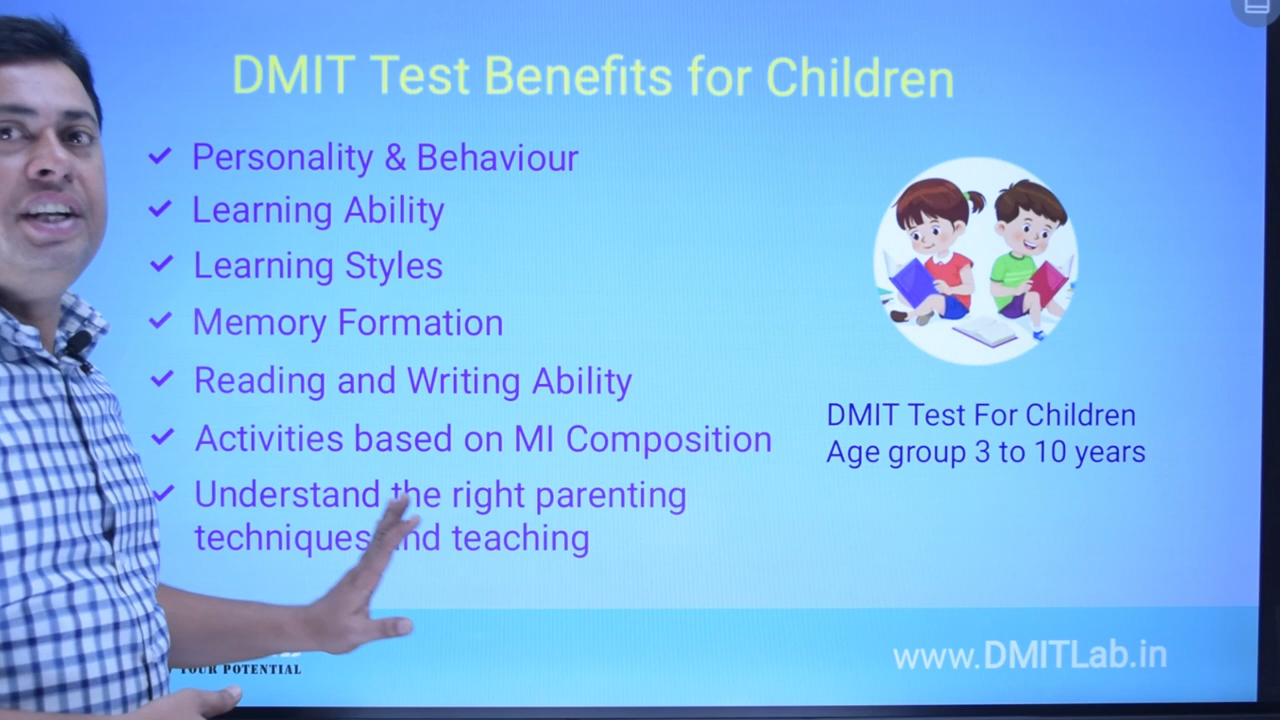 DMIT Test Benefits for Children
✓ Personality & Behaviour
✓ Learning Ability
✓ Learning Styles
✓ Memory Formation
✓ Reading and Writing Ability
✓ Activities based on MI Composition
✓ Understand the right parenting
techniques and teaching
DMIT Test For Children
Age group 3 to 10 years
YOUR POTENTIAL
www.DMITLab.in